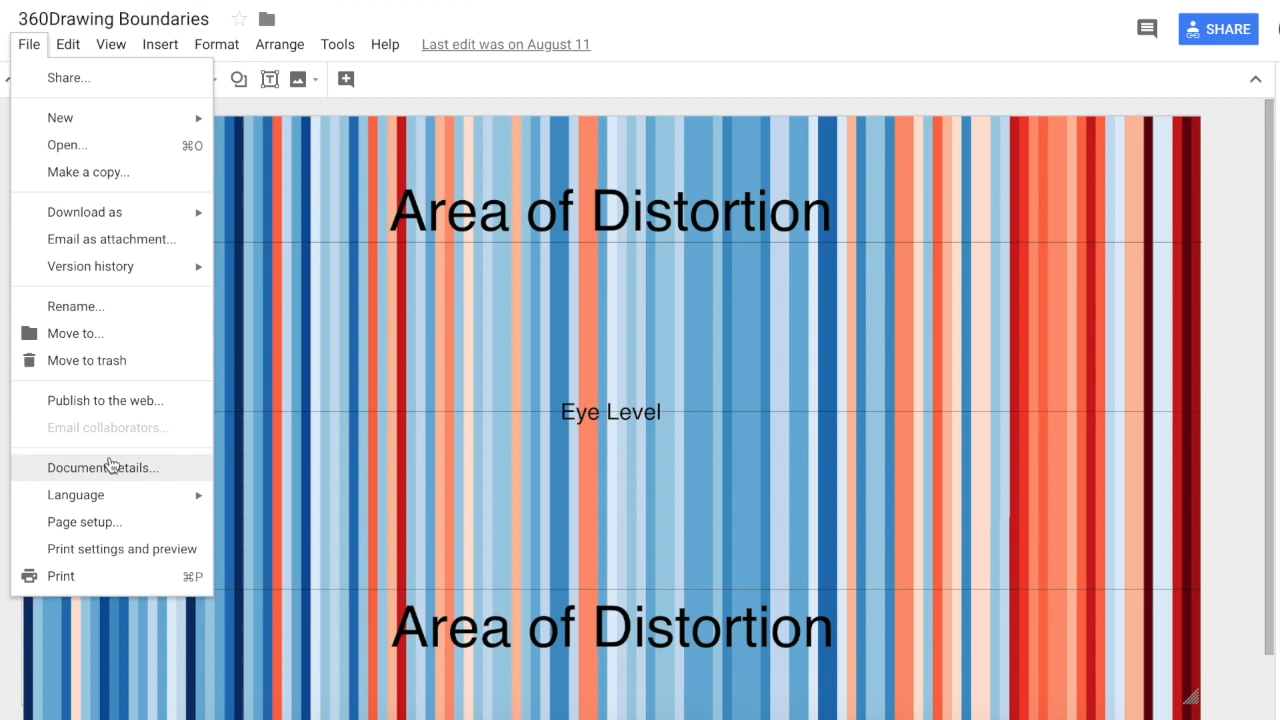 360Drawing Boundaries
File Edit View Insert Format Arrange Tools Help Last edit was on August 11
SHARE
Share...
New
Open... ⌘O
Make a copy...
Download as
Email as attachment...
Version history
Rename...
Move to...
Move to trash
Publish to the web...
Email collaborators...
Document details...
Language
Page setup...
Print settings and preview
Print ⌘P
Area of Distortion
Eye Level
Area of Distortion